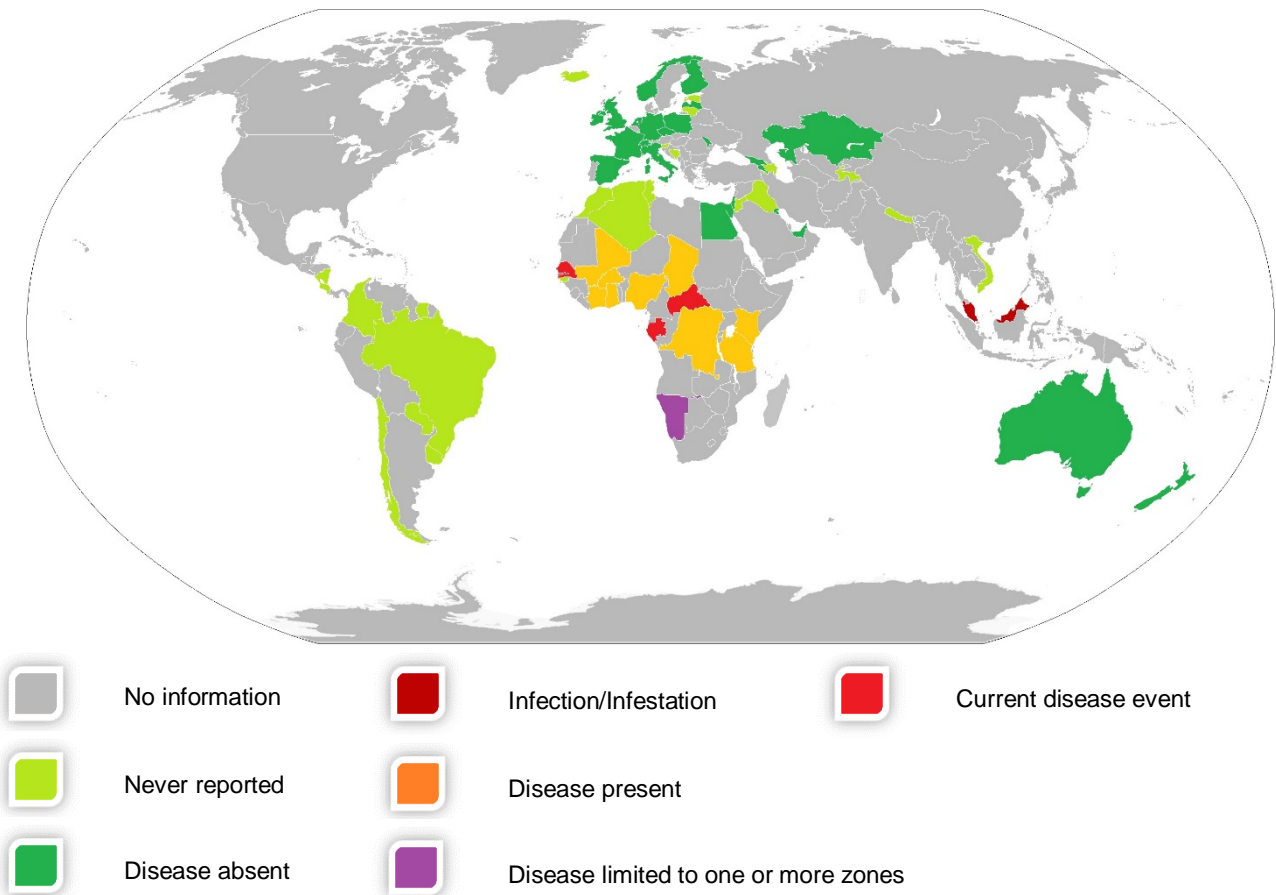 No information
Infection/Infestation
Current disease event
Never reported
Disease present
Disease absent
Disease limited to one or more zones